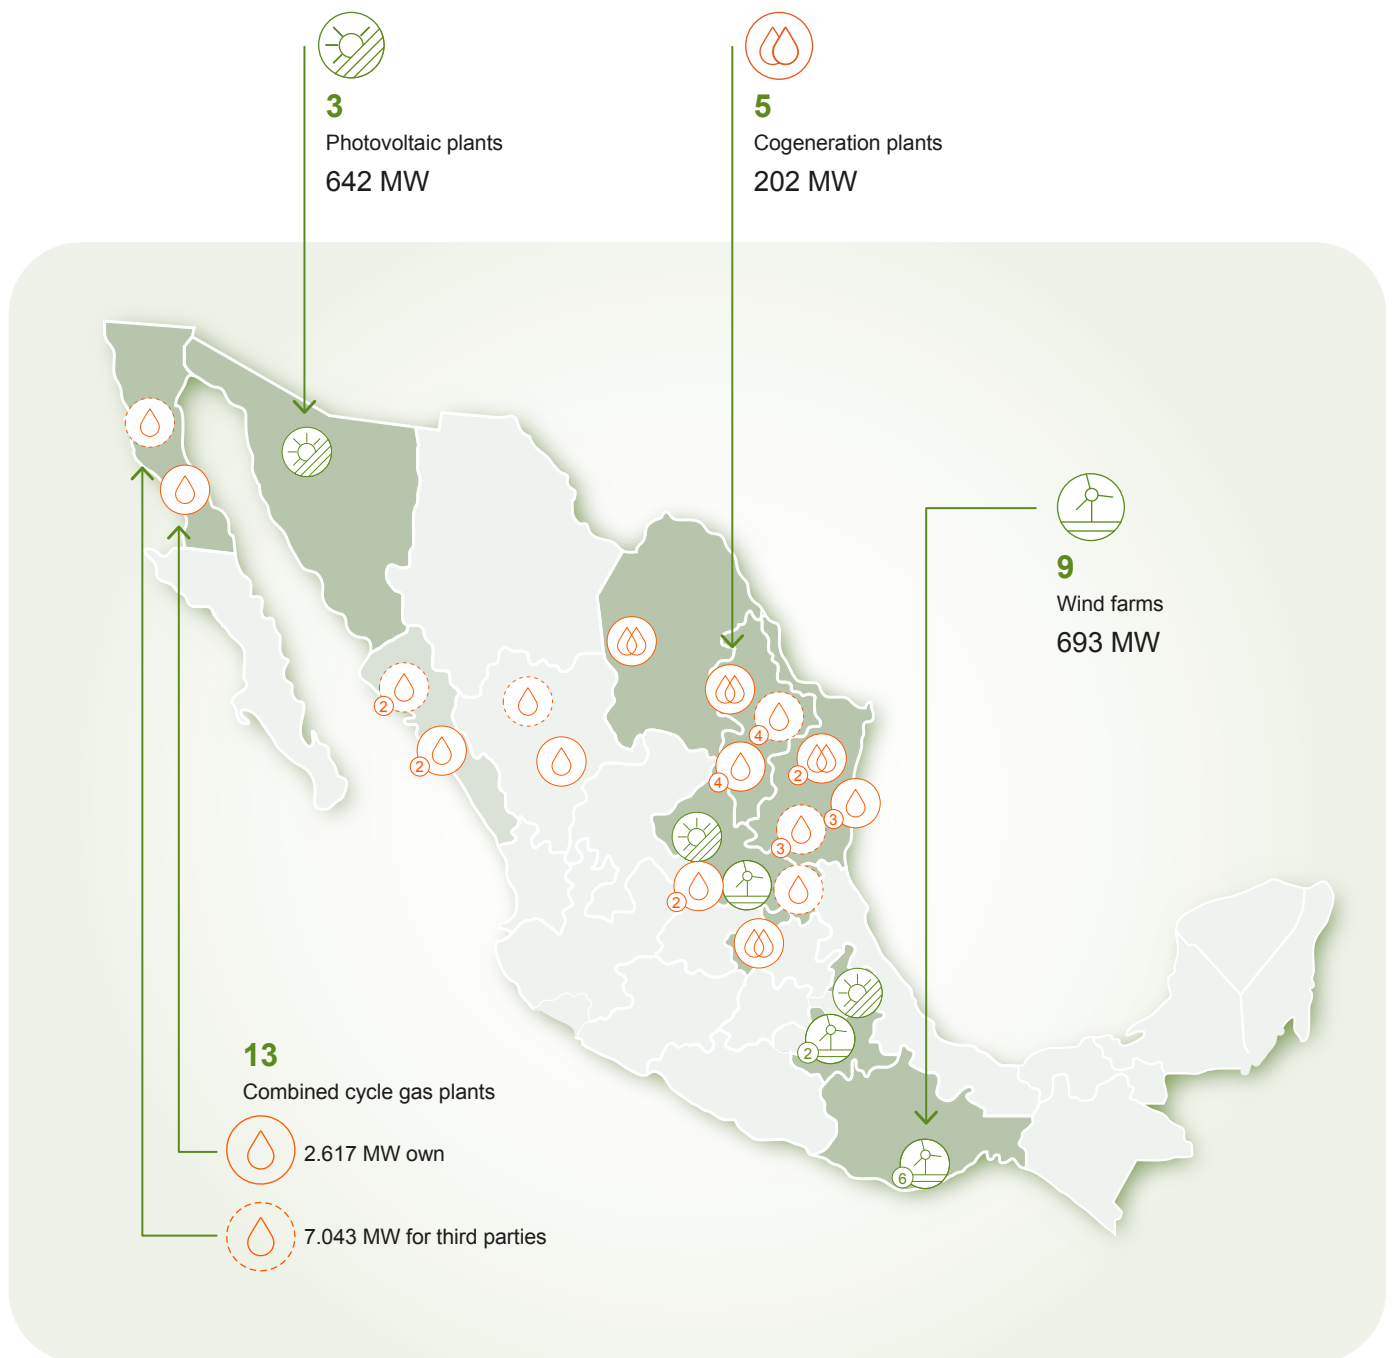 3
Photovoltaic plants
642 MW
5
Cogeneration plants
202 MW
9
Wind farms
693 MW
2
4
2
2
4
3
3
2
2
6
13
Combined cycle gas plants
2.617 MW own
7.043 MW for third parties